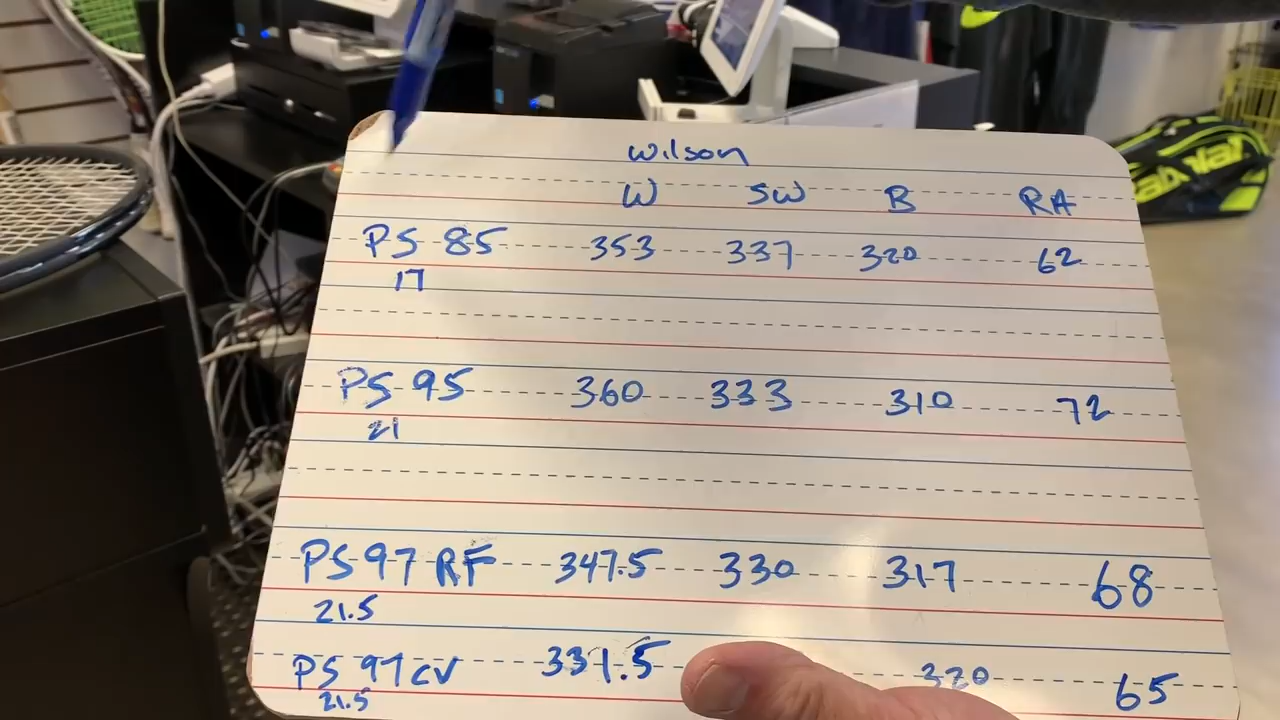 wilson
W SW B RA
PS 85 353 337 320 62
17
PS 95 360 333 310 72
21
PS 97 RF 347.5 330 317 68
21.5
PS 97 CV 331.5 320 65
21.5